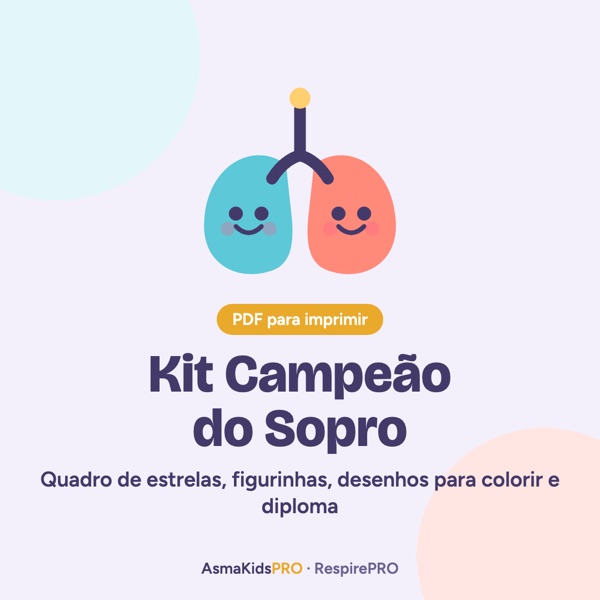 PDF para imprimir
Kit Campeão
do Sopro
Quadro de estrelas, figurinhas, desenhos para colorir e
diploma
AsmaKidsPRO · RespirePRO